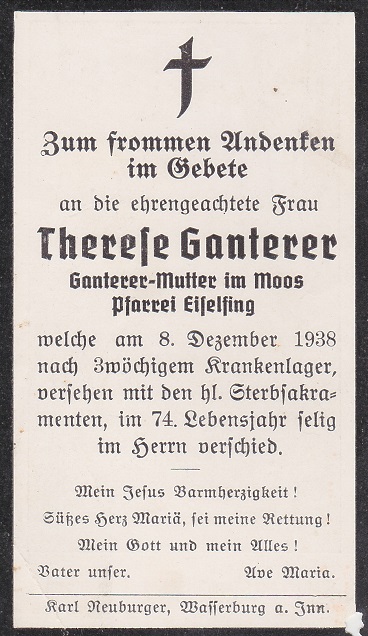 Zum frommen Andenken
im Gebete
an die ehrengeachtete Frau
Therese Ganterer
Ganterer-Mutter im Moos
Pfarrei Eiselfing
welche am 8. Dezember 1938
nach 3wöchigem Krankenlager,
versehen mit den hl. Sterbsakra-
menten, im 74. Lebensjahr selig
im Herrn verschied.
Mein Jesus Barmherzigkeit!
Süßes Herz Mariä, sei meine Rettung!
Mein Gott und mein Alles!
Vater unser. Ave Maria.
Karl Neuburger, Wasserburg a. Inn.